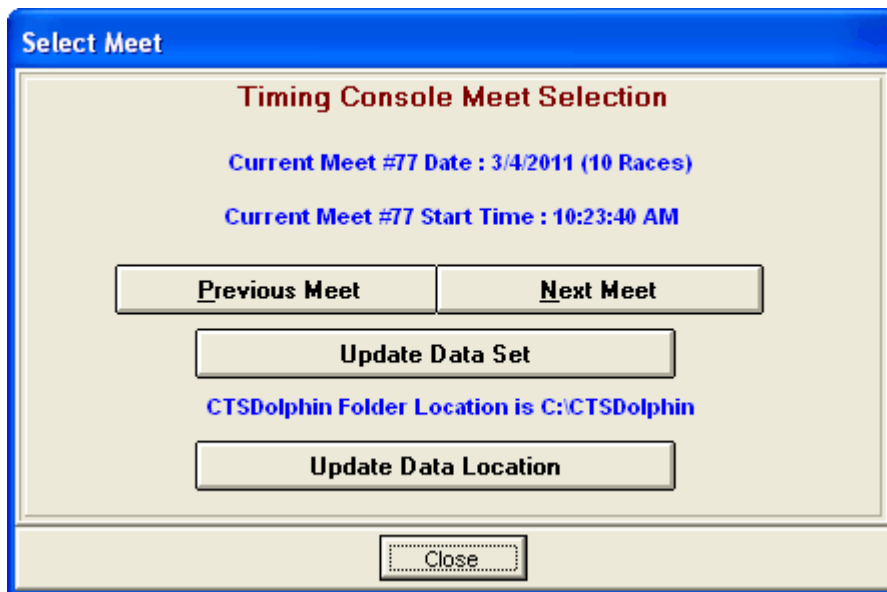 Select Meet
Timing Console Meet Selection
Current Meet #77 Date : 3/4/2011 (10 Races)
Current Meet #77 Start Time : 10:23:40 AM
Previous Meet Next Meet
Update Data Set
CTSDolphin Folder Location is C:\CTSDolphin
Update Data Location
Close